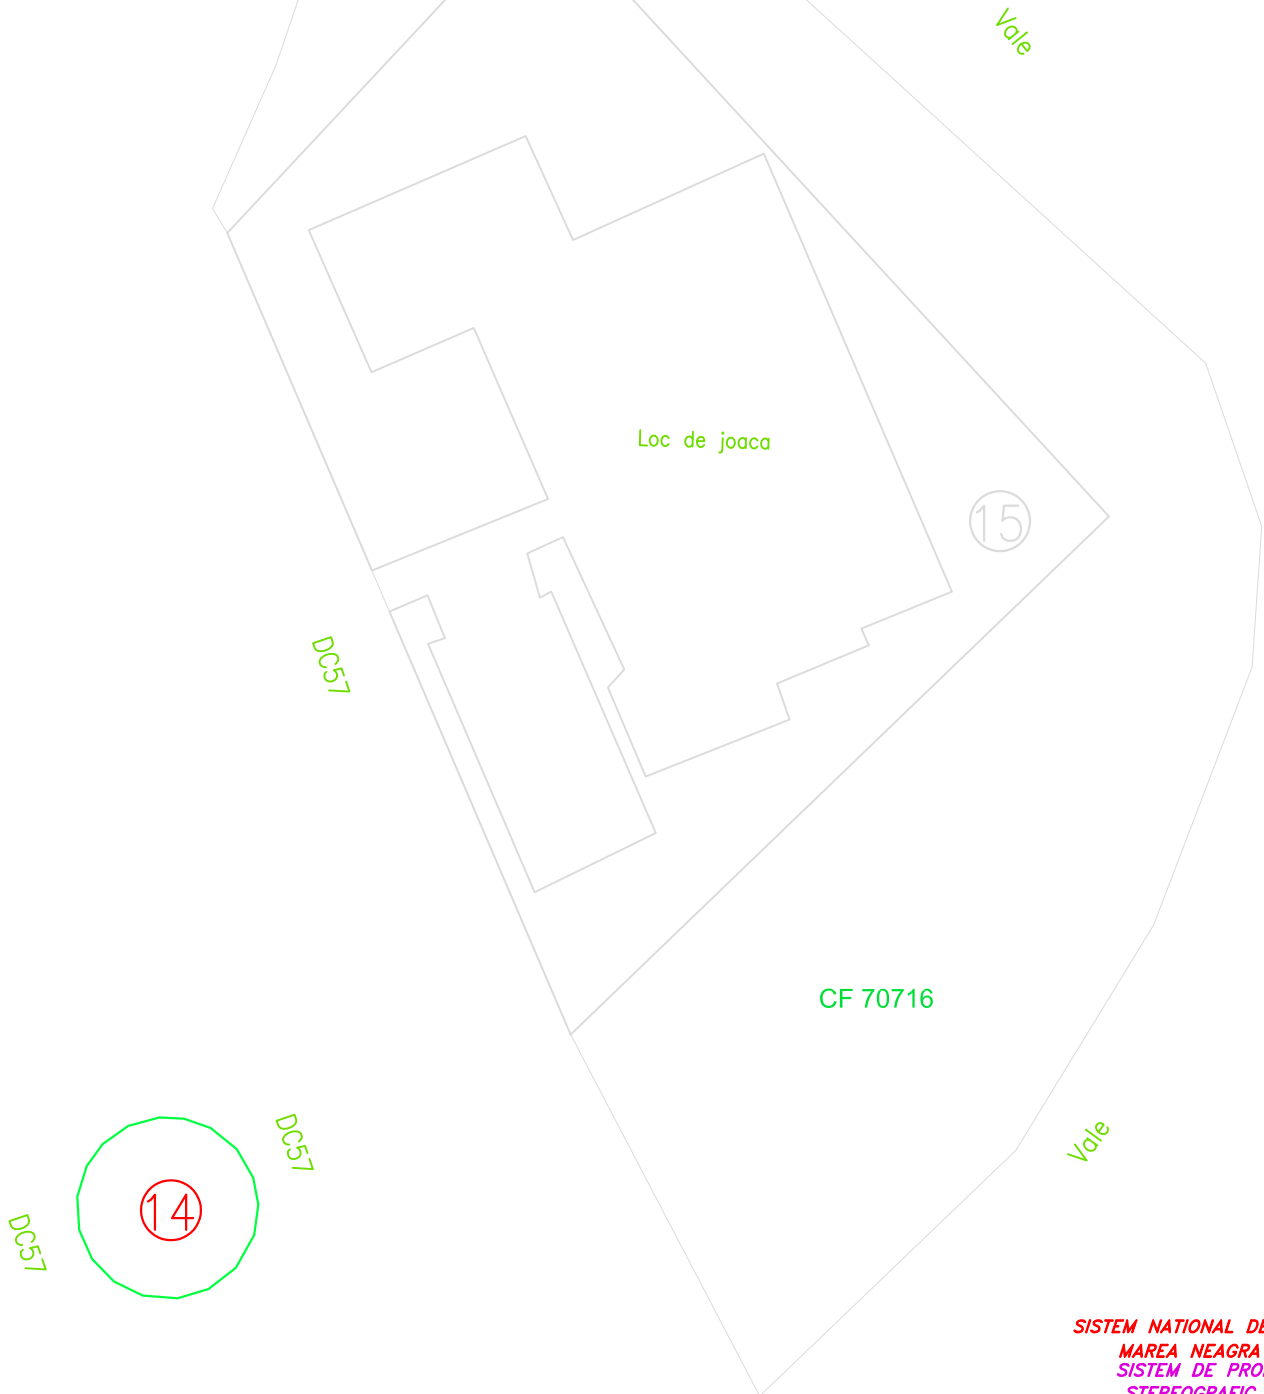 Vale
Loc de joaca
15
DC57
CF 70716
DC57
Vale
14
DC57
SISTEM NATIONAL DE
MAREA NEAGRA
SISTEM DE
STEREOGRAFIC